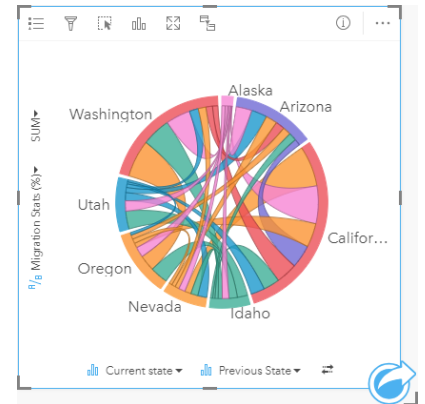 Alaska
Arizona
Washington
SUM
Utah
Migration Stats (%)
Califor...
Oregon
Nevada
Idaho
Current state
Previous State